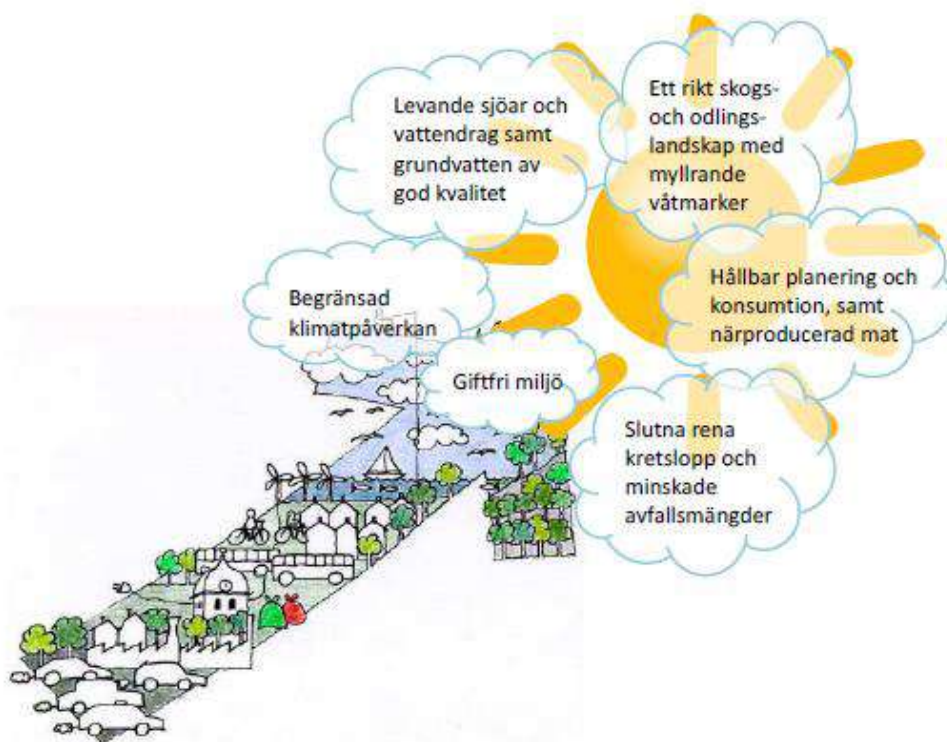 Levande sjöar och
vattendrag samt
grundvatten av
god kvalitet
Ett rikt skogs-
och odlings-
landskap med
myllrande
våtmarker
Begränsad
klimatpåverkan
Hållbar planering och
konsumtion, samt
närproducerad mat
Giftfri miljö
Slutna rena
kretslopp och
minskade
avfallsmängder